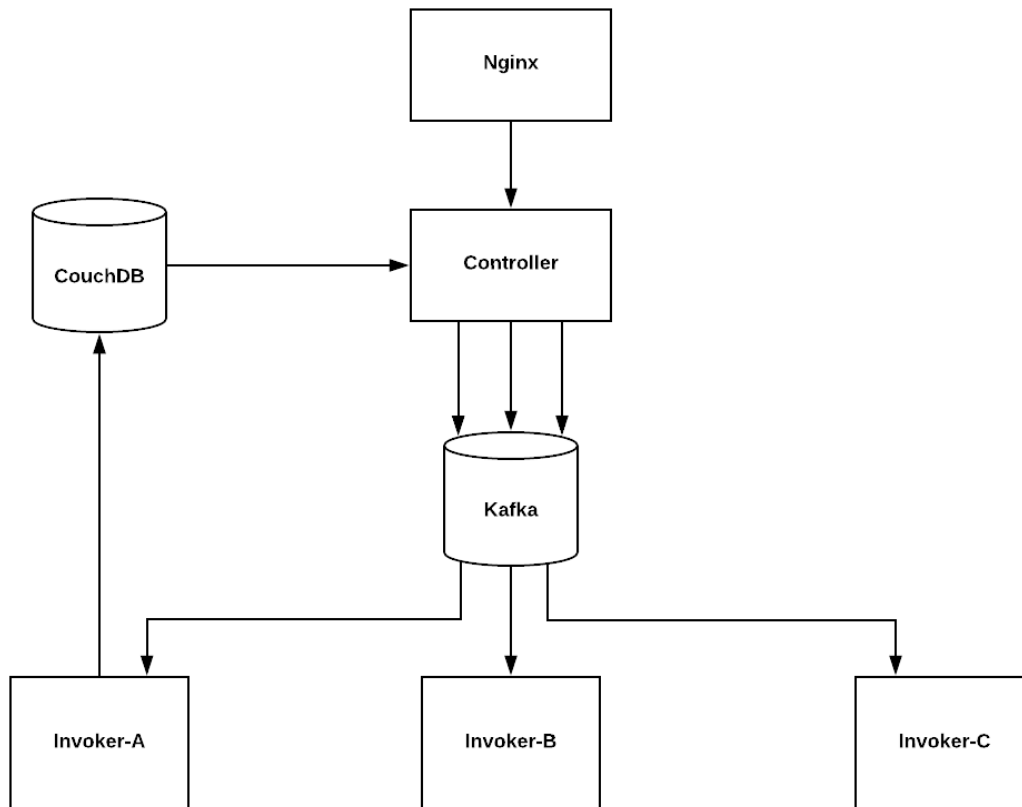 Nginx
CouchDB
Controller
Kafka
Invoker-A
Invoker-B
Invoker-C